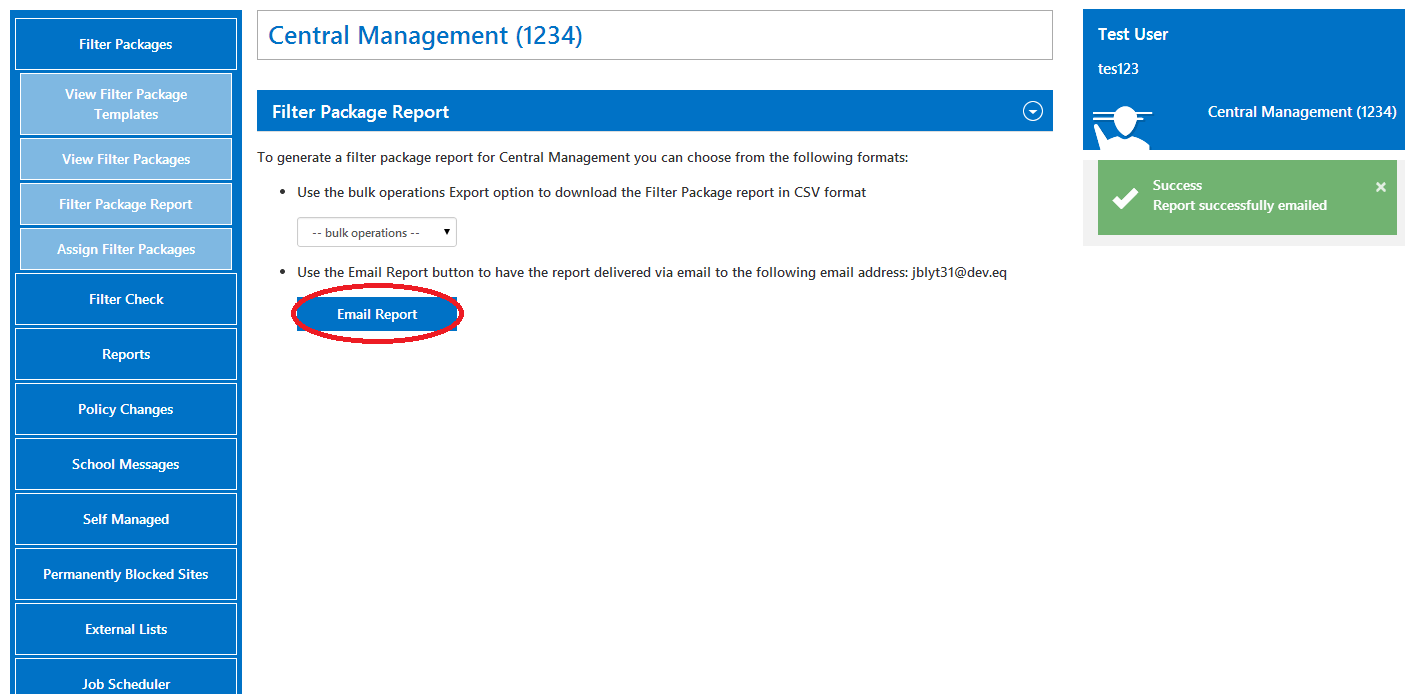 Filter Packages
View Filter Package
Templates
View Filter Packages
Filter Package Report
Assign Filter Packages
Filter Check
Reports
Policy Changes
School Messages
Self Managed
Permanently Blocked Sites
External Lists
Job Scheduler
Central Management (1234)
Filter Package Report
To generate a filter package report for Central Management you can choose from the following formats:
• Use the bulk operations Export option to download the Filter Package report in CSV format
-- bulk operations --
• Use the Email Report button to have the report delivered via email to the following email address: jblyt31@dev.eq
Email Report
Test User
tes123
Central Management (1234)
Success
Report successfully emailed